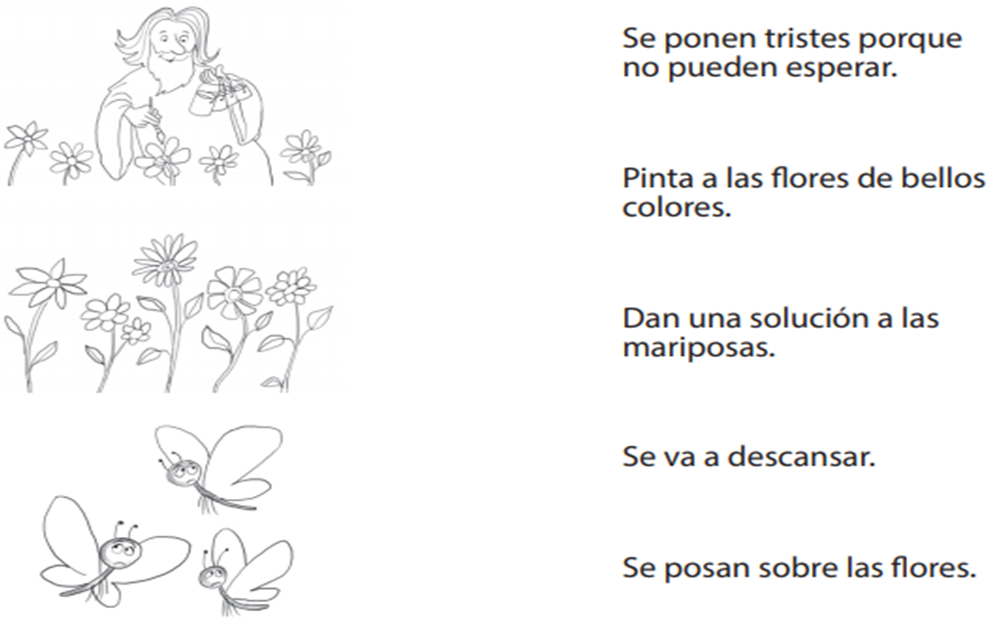 Se ponen tristes porque
no pueden esperar.
Pinta a las flores de bellos
colores.
Dan una solución a las
mariposas.
Se va a descansar.
Se posan sobre las flores.